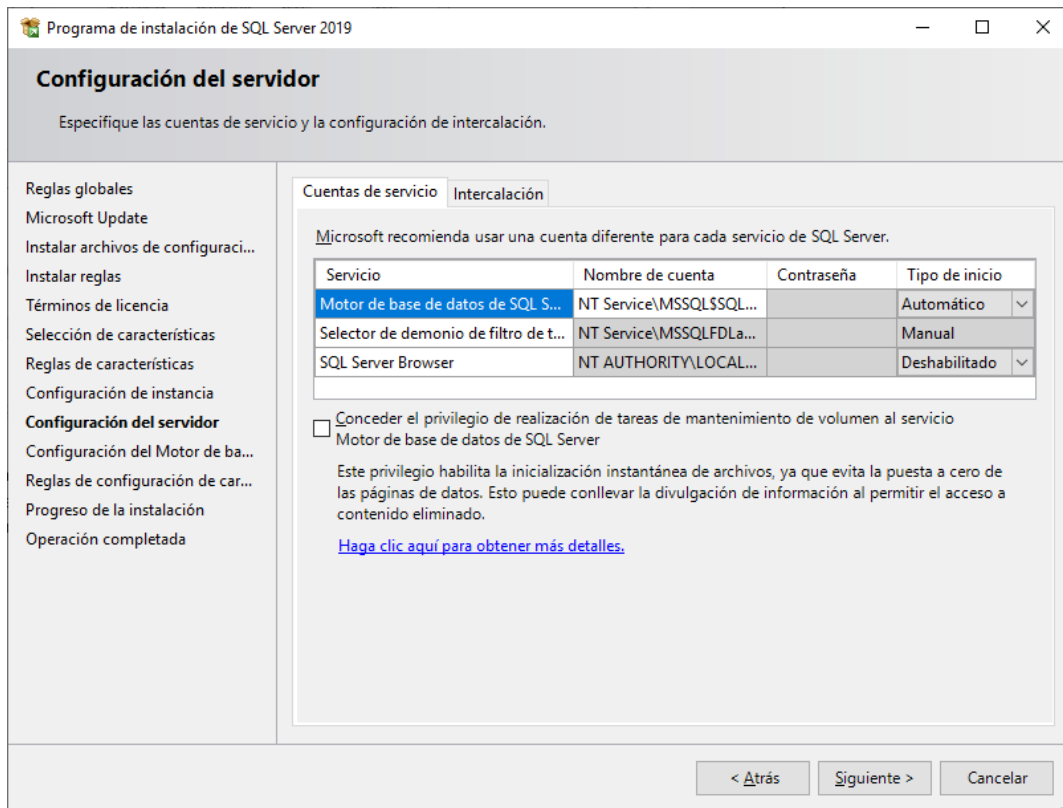 Programa de instalación de SQL Server 2019
Configuración del servidor
Especifique las cuentas de servicio y la configuración de intercalación.
Reglas globales
Microsoft Update
Instalar archivos de configuraci...
Instalar reglas
Términos de licencia
Selección de características
Reglas de características
Configuración de instancia
Configuración del servidor
Configuración del Motor de ba...
Reglas de configuración de car...
Progreso de la instalación
Operación completada
Cuentas de servicio Intercalación
Microsoft recomienda usar una cuenta diferente para cada servicio de SQL Server.
Servicio Nombre de cuenta Contraseña Tipo de inicio
Motor de base de datos de SQL S... NT Service\MSSQL$SQL... Automático
Selector de demonio de filtro de t... NT Service\MSSQLFDLa... Manual
SQL Server Browser NT AUTHORITY\LOCAL... Deshabilitado
Conceder el privilegio de realización de tareas de mantenimiento de volumen al servicio
Motor de base de datos de SQL Server
Este privilegio habilita la inicialización instantánea de archivos, ya que evita la puesta a cero de
las páginas de datos. Esto puede conllevar la divulgación de información al permitir el acceso a
contenido eliminado.
Haga clic aquí para obtener más detalles.
< Atrás Siguiente > Cancelar